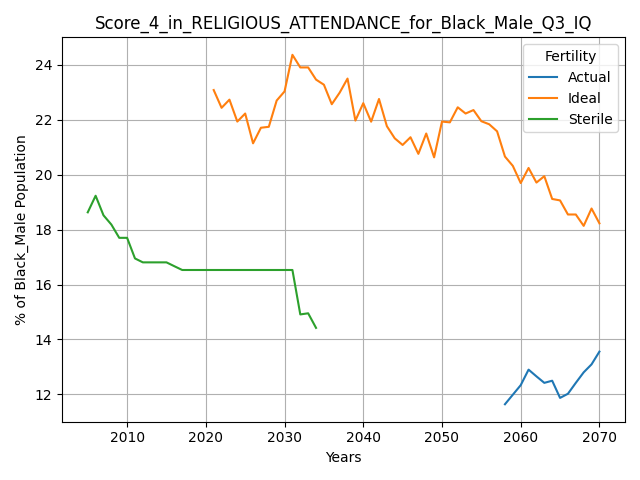 Score_4_in_RELIGIOUS_ATTENDANCE_for_Black_Male_Q3_IQ
Fertility
Actual
Ideal
Sterile
% of Black_Male Population
24
22
20
18
16
14
12
2010 2020 2030 2040 2050 2060 2070
Years